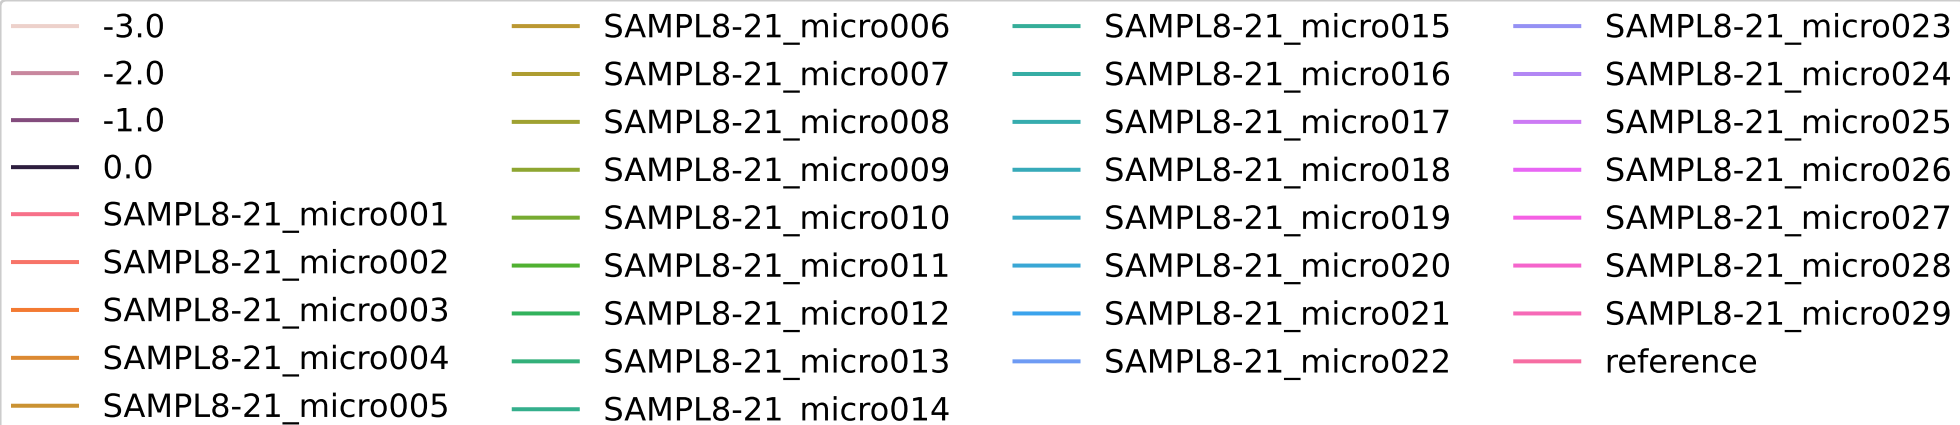 -3.0
-2.0
-1.0
0.0
SAMPL8-21_micro001
SAMPL8-21_micro002
SAMPL8-21_micro003
SAMPL8-21_micro004
SAMPL8-21_micro005
SAMPL8-21_micro006
SAMPL8-21_micro007
SAMPL8-21_micro008
SAMPL8-21_micro009
SAMPL8-21_micro010
SAMPL8-21_micro011
SAMPL8-21_micro012
SAMPL8-21_micro013
SAMPL8-21_micro014
SAMPL8-21_micro015
SAMPL8-21_micro016
SAMPL8-21_micro017
SAMPL8-21_micro018
SAMPL8-21_micro019
SAMPL8-21_micro020
SAMPL8-21_micro021
SAMPL8-21_micro022
SAMPL8-21_micro023
SAMPL8-21_micro024
SAMPL8-21_micro025
SAMPL8-21_micro026
SAMPL8-21_micro027
SAMPL8-21_micro028
SAMPL8-21_micro029
reference